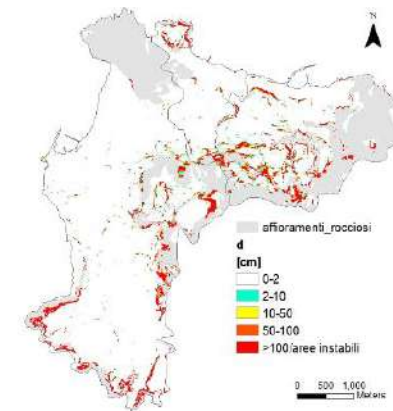 N
affioramenti_rocciosi
d
[cm]
0-2
2-10
10-50
50-100
>100/aree instabili
0 500 1,000
Meters